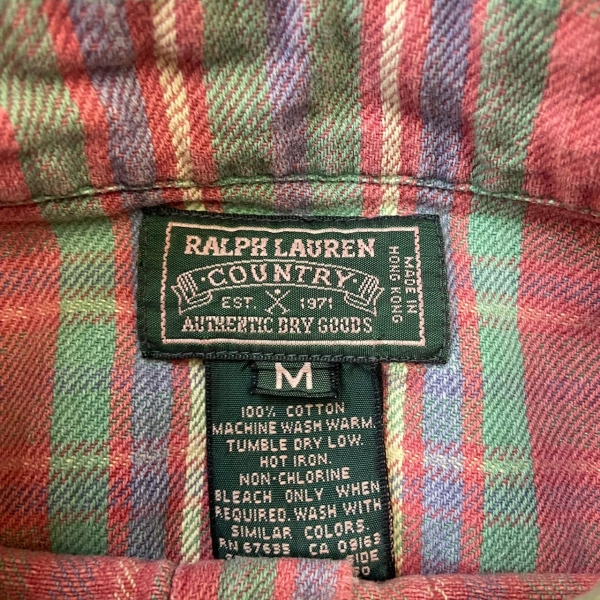 RALPH LAUREN
COUNTRY
EST. 1971
AUTHENTIC DRY GOODS
MADE IN
HONG KONG
M
100% COTTON
MACHINE WASH WARM.
TUMBLE DRY LOW.
HOT IRON.
NON-CHLORINE
BLEACH ONLY WHEN
REQUIRED. WASH WITH
SIMILAR COLORS.
RN 67635 CA 09163
SIDE